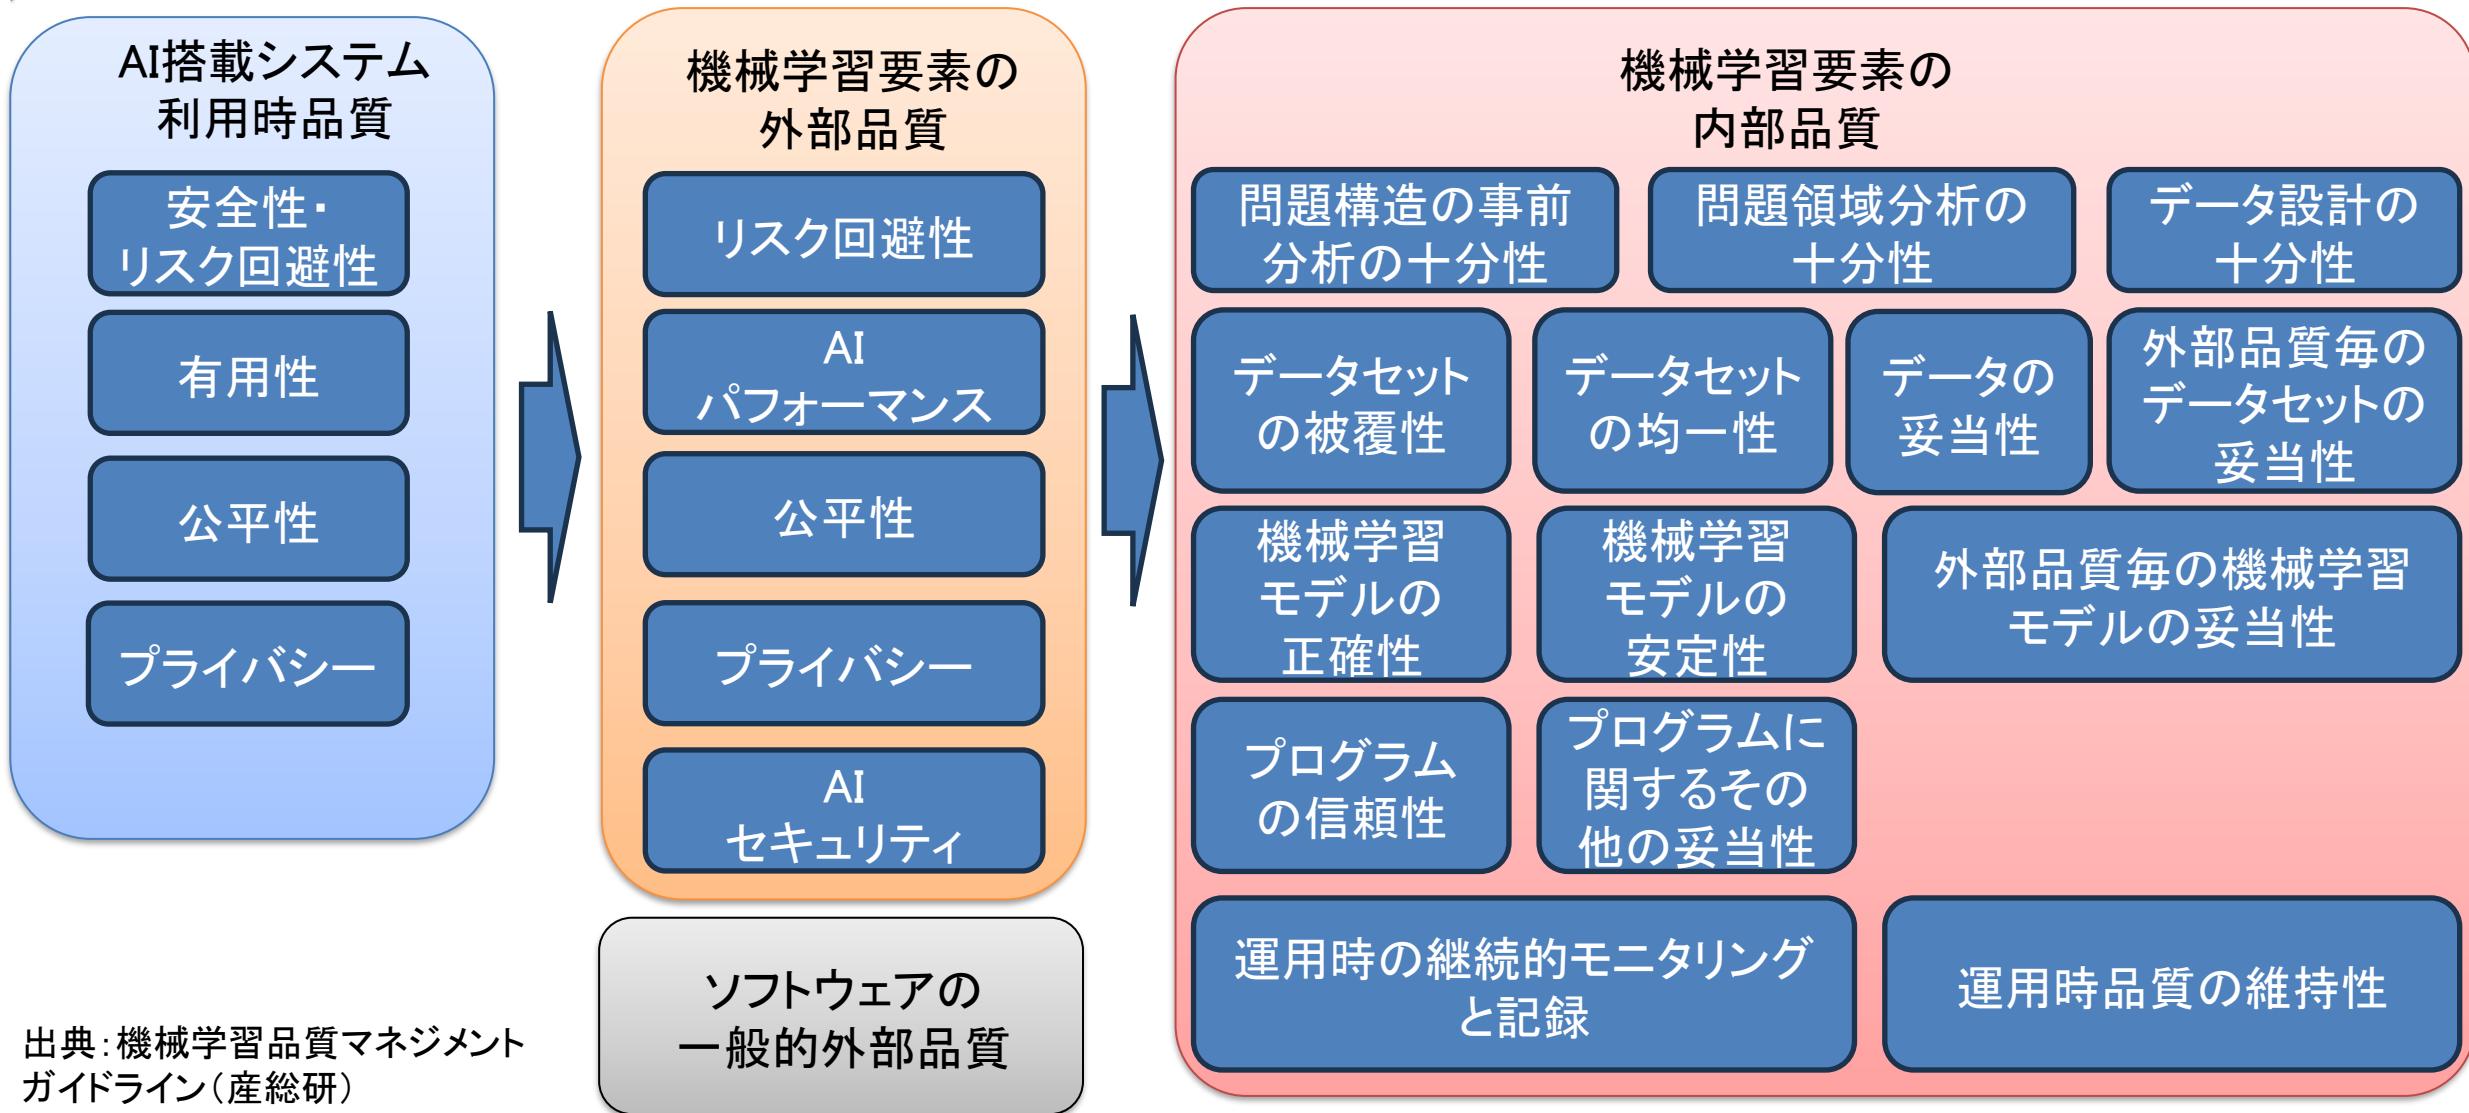 AI搭載システム
利用時品質
安全性・
リスク回避性
有用性
公平性
プライバシー
機械学習要素の
外部品質
リスク回避性
AI
パフォーマンス
公平性
プライバシー
AI
セキュリティ
ソフトウェアの
一般的外部品質
機械学習要素の
内部品質
問題構造の事前
分析の十分性
問題領域分析の
十分性
データ設計の
十分性
データセット
の被覆性
データセット
の均一性
データの
妥当性
外部品質毎の
データセットの
妥当性
機械学習
モデルの
正確性
機械学習
モデルの
安定性
外部品質毎の機械学習
モデルの妥当性
プログラム
の信頼性
プログラムに
関するその
他の妥当性
運用時の継続的モニタリング
と記録
運用時品質の維持性
出典：機械学習品質マネジメント
ガイドライン（産総研）